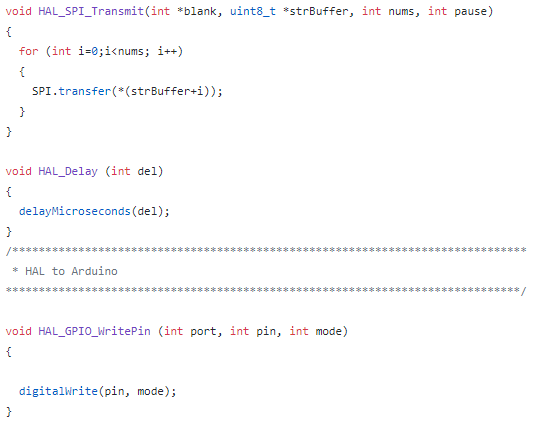 void HAL_SPI_Transmit(int *blank, uint8_t *strBuffer, int nums, int pause)
{
  for (int i=0;i<nums; i++)
  {
    SPI.transfer(*(strBuffer+i));
  }
}

void HAL_Delay (int del)
{
  delayMicroseconds(del);
}
/******************************************************************************
 * HAL to Arduino
******************************************************************************/

void HAL_GPIO_WritePin (int port, int pin, int mode)
{

  digitalWrite(pin, mode);
}